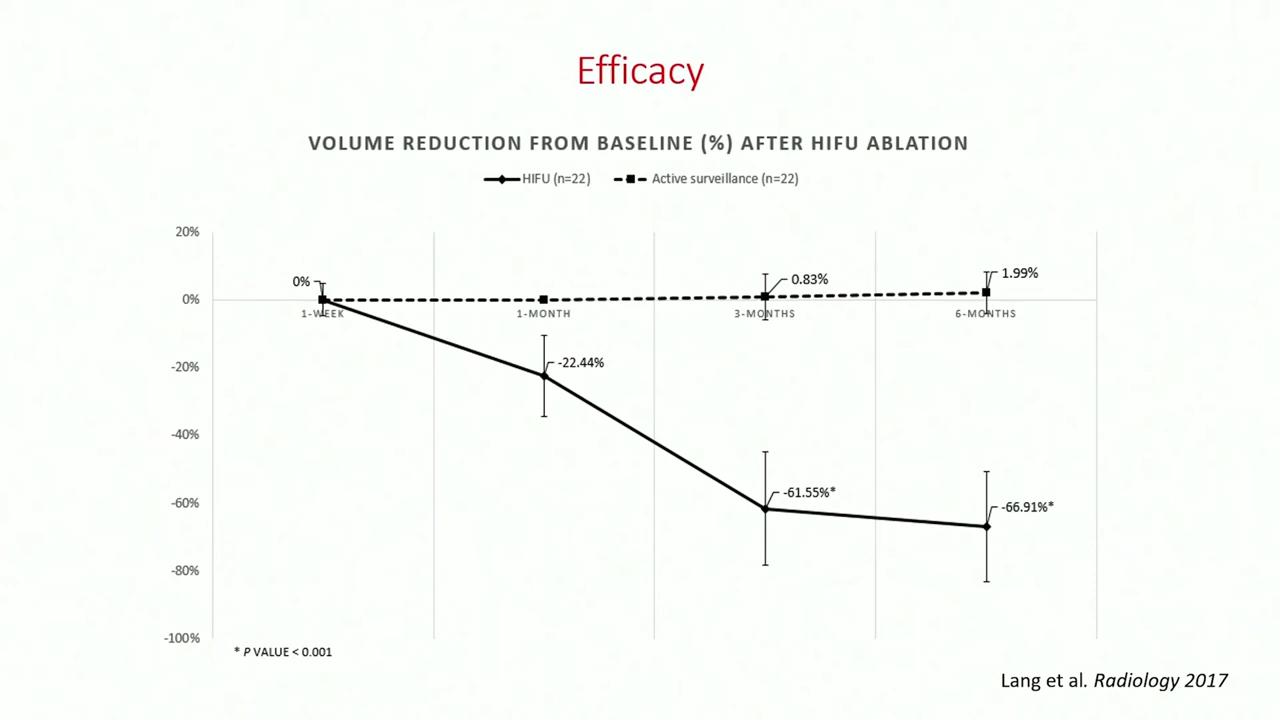 Efficacy
VOLUME REDUCTION FROM BASELINE (%) AFTER HIFU ABLATION
HIFU (n=22) Active surveillance (n=22)
20%
0%
-20%
-40%
-60%
-80%
-100%
0%
-22.44%
0.83%
-61.55%*
1.99%
-66.91%*
1-WEEK 1-MONTH 3-MONTHS 6-MONTHS
* P VALUE < 0.001
Lang et al. Radiology 2017